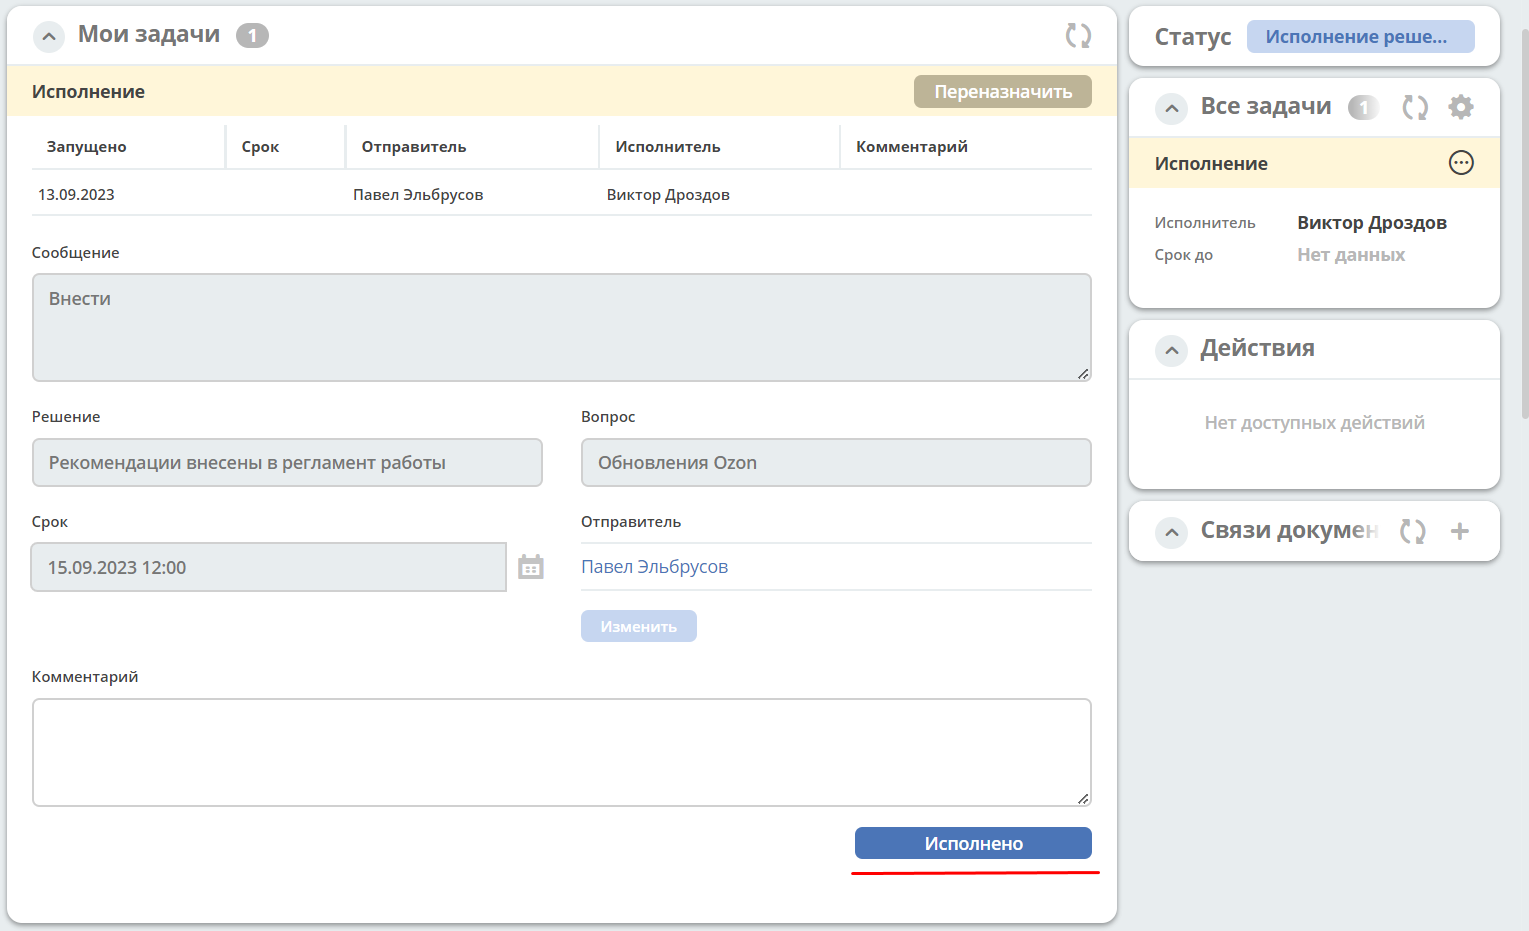 Мои задачи 1
Исполнение Переназначить
Запущено Срок Отправитель Исполнитель Комментарий
13.09.2023 Павел Эльбрусов Виктор Дроздов
Сообщение
Внести
Решение Вопрос
Рекомендации внесены в регламент работы Обновления Ozon
Срок Отправитель
15.09.2023 12:00 Павел Эльбрусов
Изменить
Комментарий
Исполнено
Статус Исполнение реше...
Все задачи 1
Исполнение
Исполнитель Виктор Дроздов
Срок до Нет данных
Действия
Нет доступных действий
Связи докумен